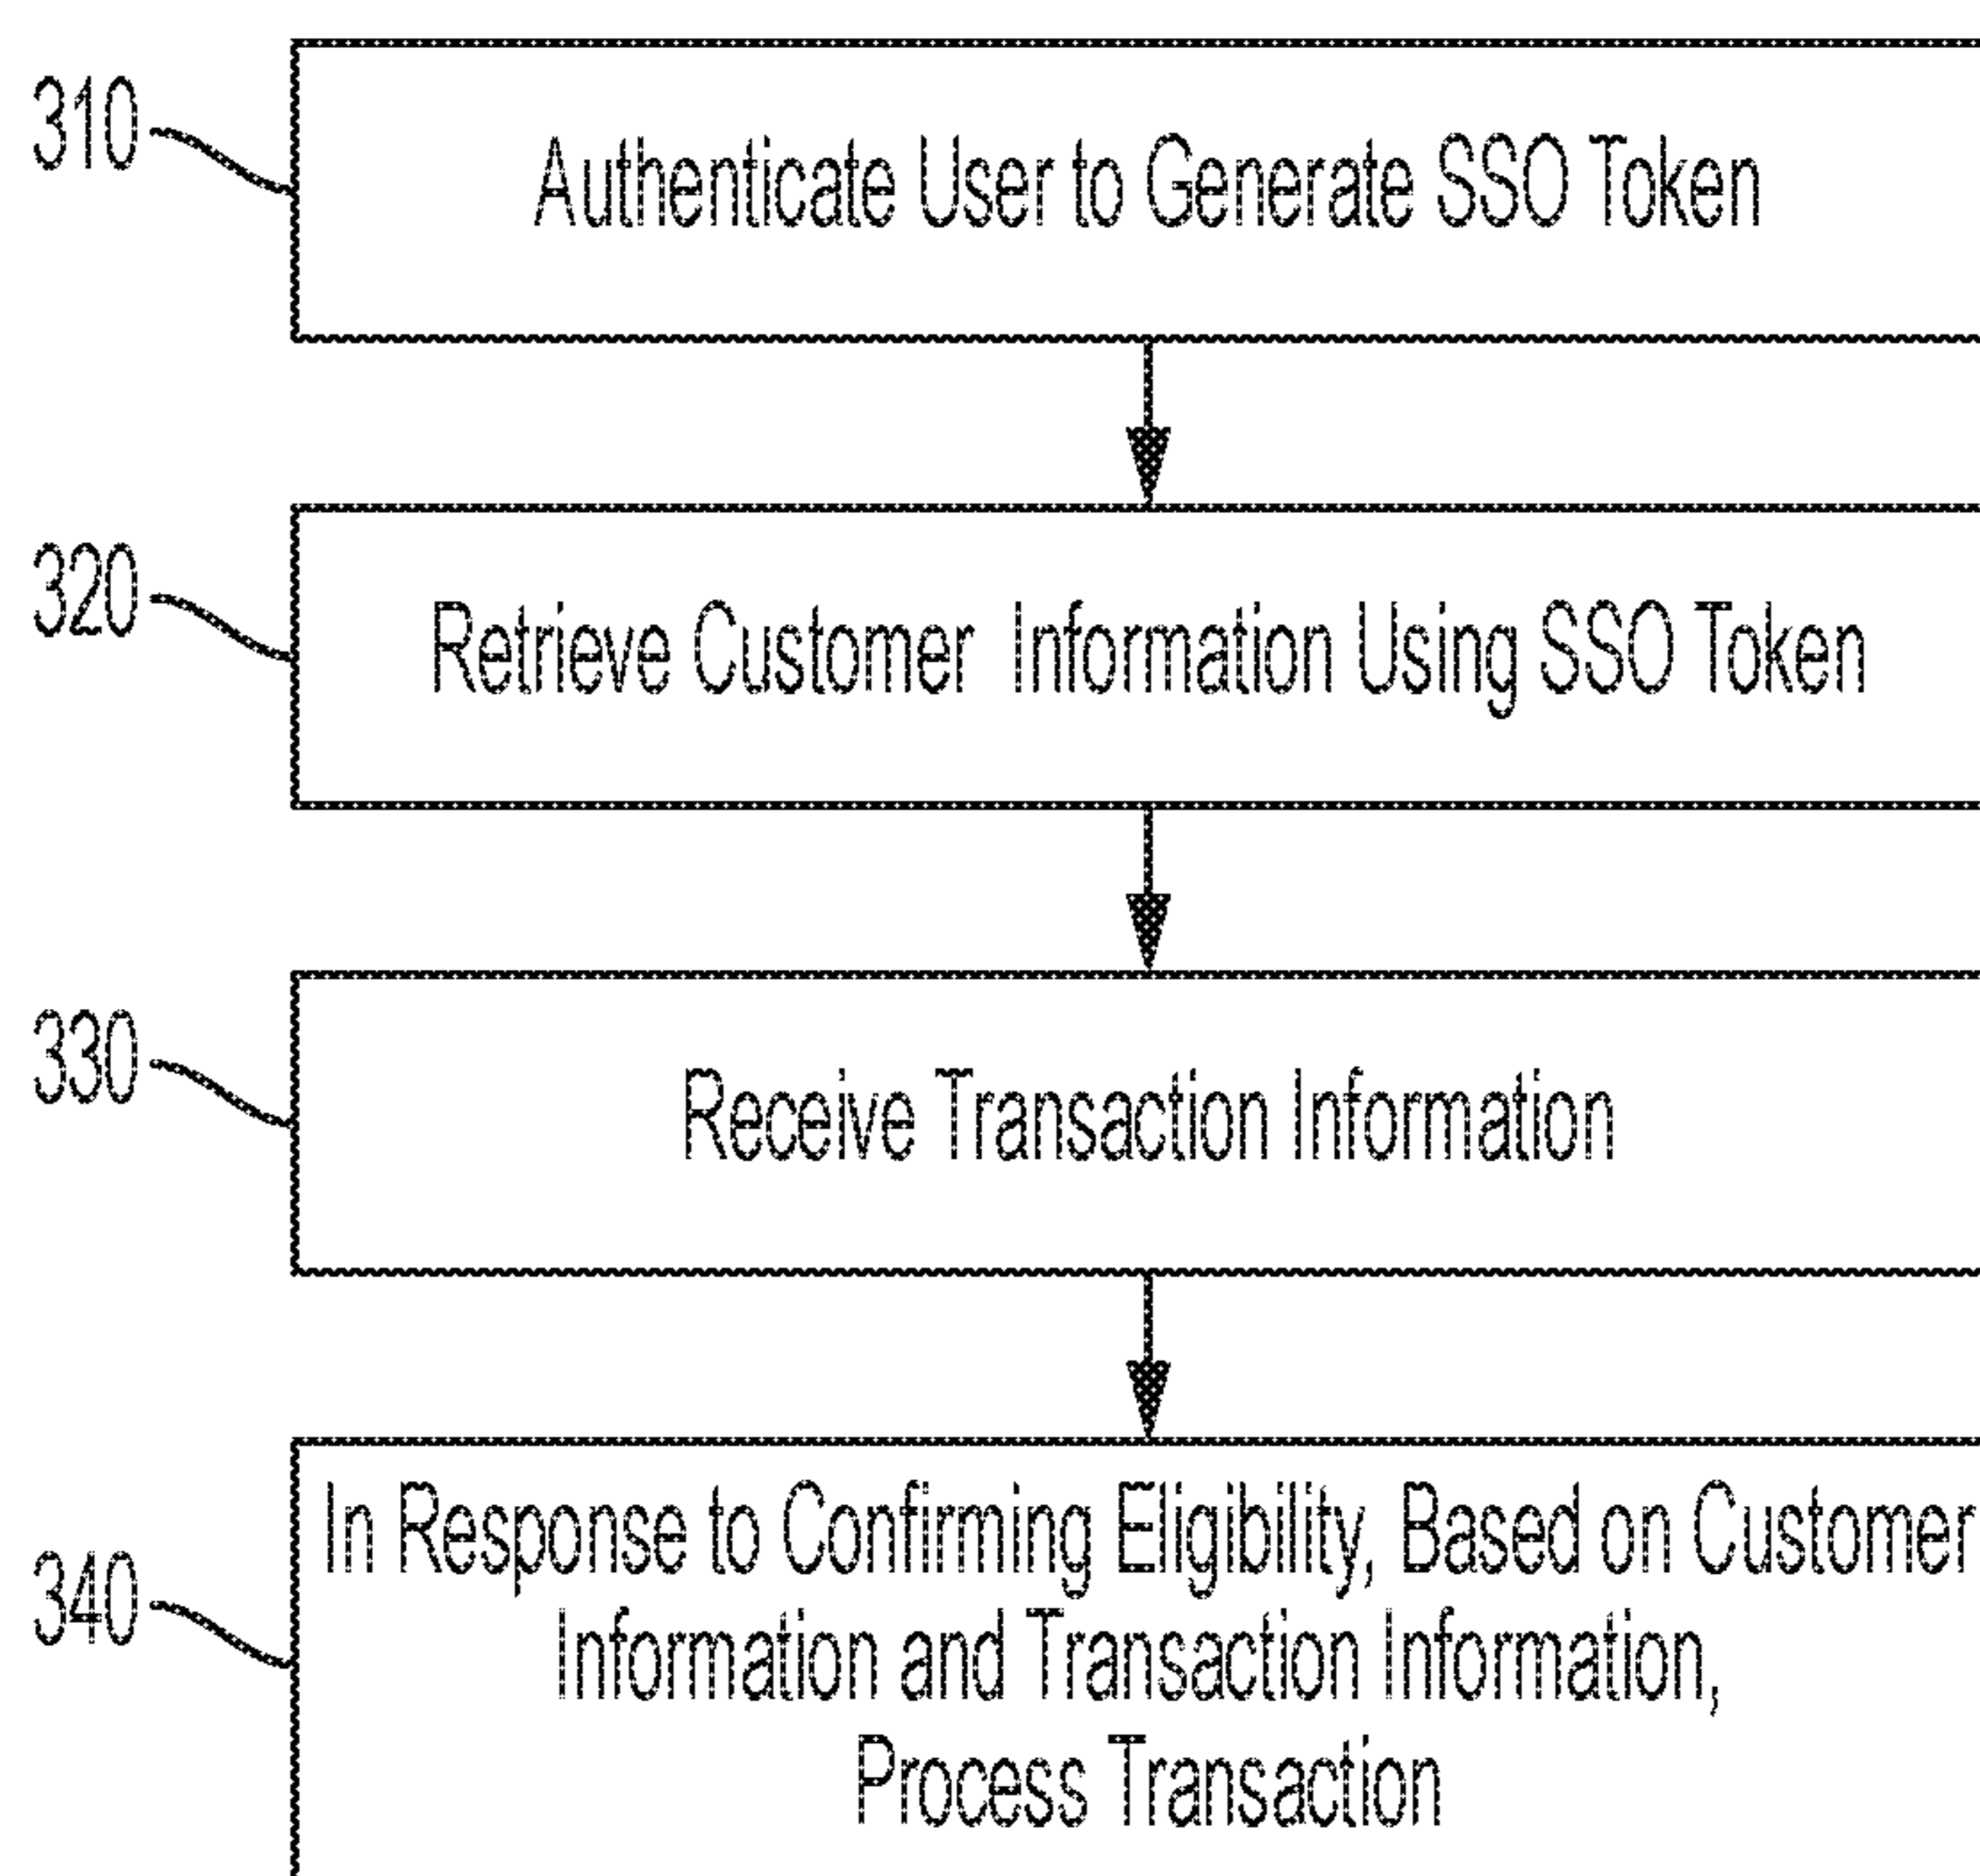 310
Authenticate User to Generate SSO Token
320
Retrieve Customer Information Using SSO Token
330
Receive Transaction Information
340
In Response to Confirming Eligibility, Based on Customer
Information and Transaction Information,
Process Transaction